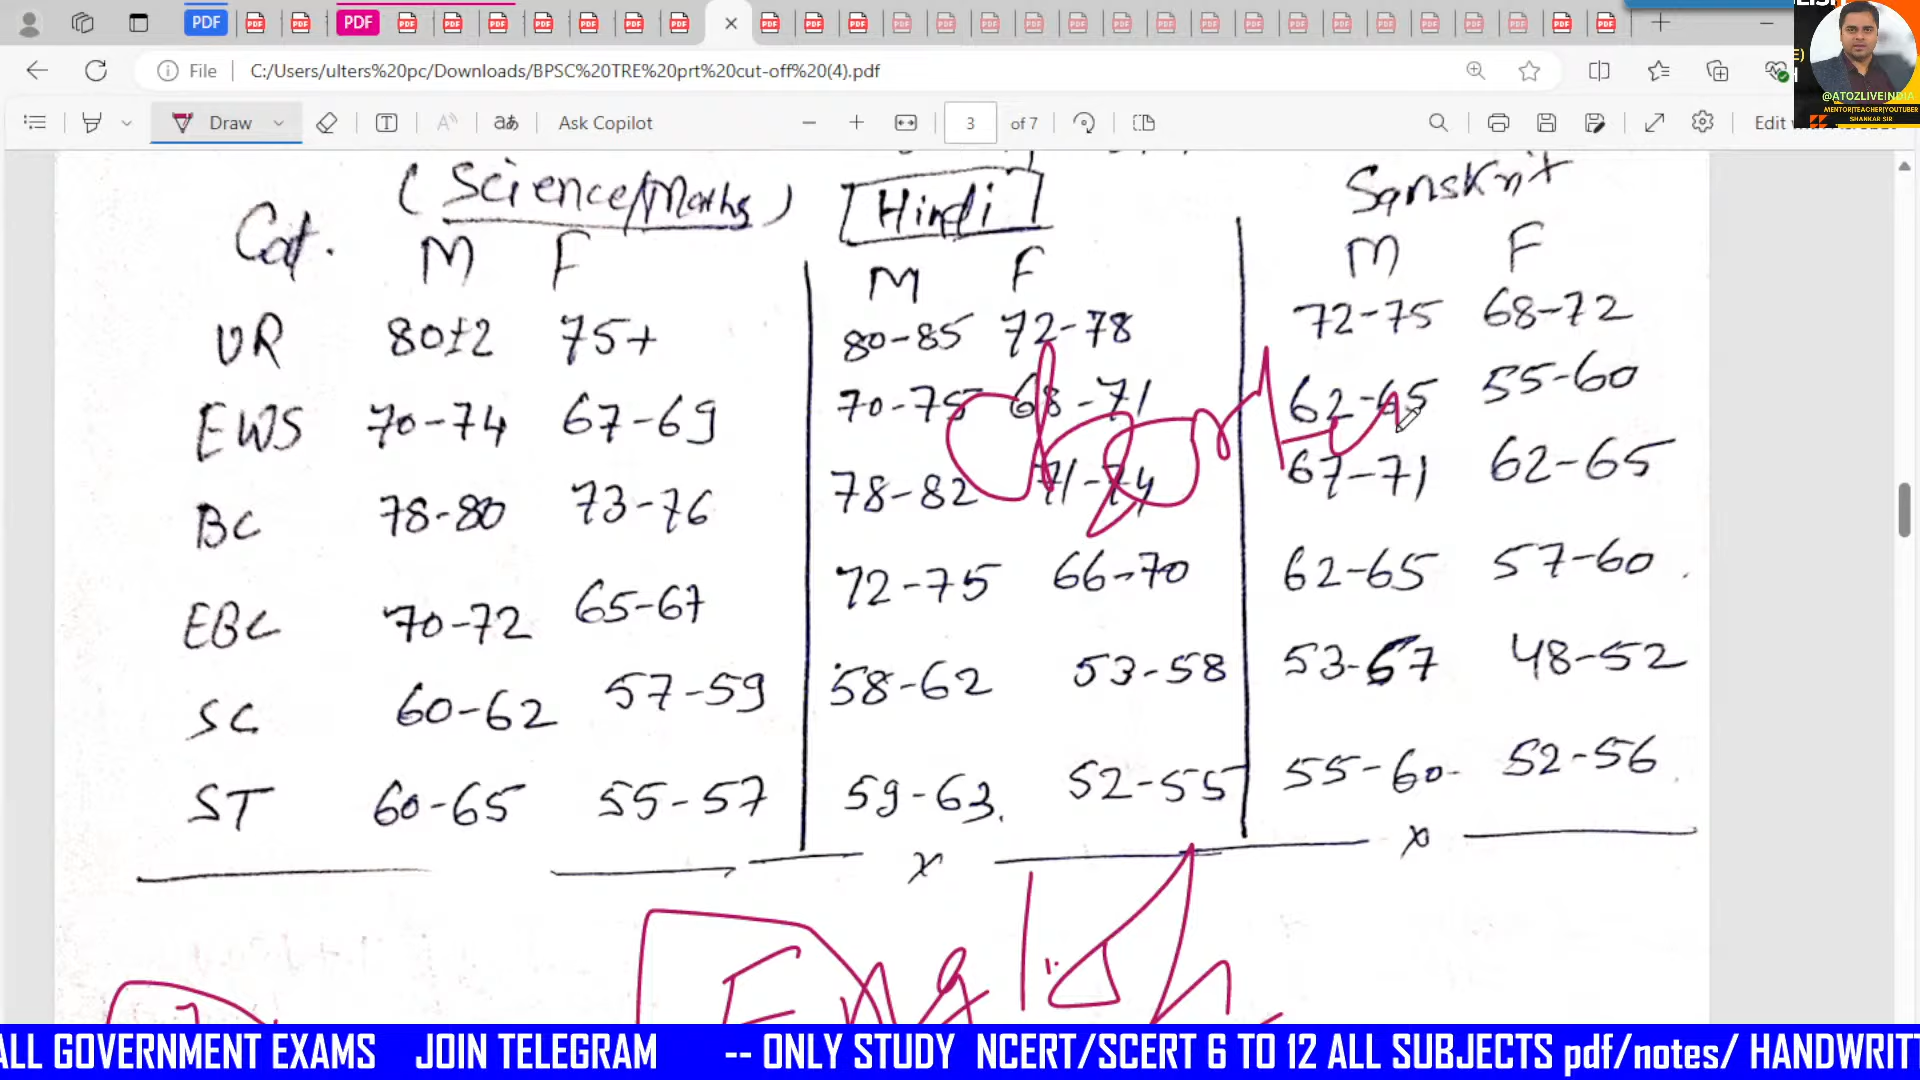 File C:/Users/ulters%20pc/Downloads/BPSC%20TRE%20prt%20cut-off%20(4).pdf
Draw Ask Copilot 3 of 7 Edit
@ATOZLIVEINDIA
MENTOR|TEACHER|YOUTUBER
SHANKAR SIR
(Science/Maths) Hindi Sanskrit
Cat. M F M F M F
UR 80±2 75+ 80-85 72-78 72-75 68-72
EWS 70-74 67-69 70-75 68-71 62-65 55-60
BC 78-80 73-76 78-82 71-74 67-71 62-65
EBC 70-72 65-67 72-75 66-70 62-65 57-60
SC 60-62 57-59 58-62 53-58 53-57 48-52
ST 60-65 55-57 59-63. 52-55 55-60- 52-56
x x
English
ALL GOVERNMENT EXAMS JOIN TELEGRAM -- ONLY STUDY NCERT/SCERT 6 TO 12 ALL SUBJECTS pdf/notes/ HANDWRITT